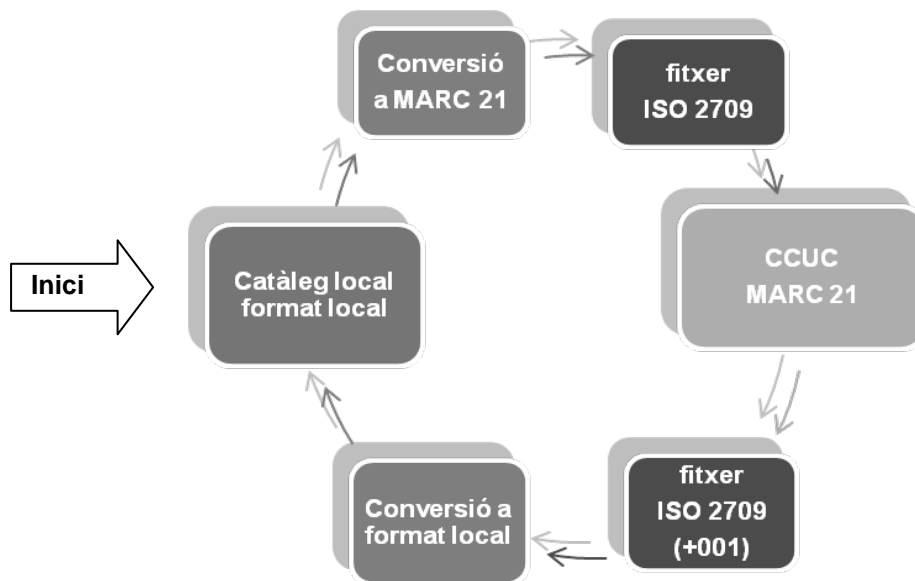 Inici
Catàleg local
format local
Conversió
a MARC 21
fitxer
ISO 2709
CCUC
MARC 21
fitxer
ISO 2709
(+001)
Conversió a
format local